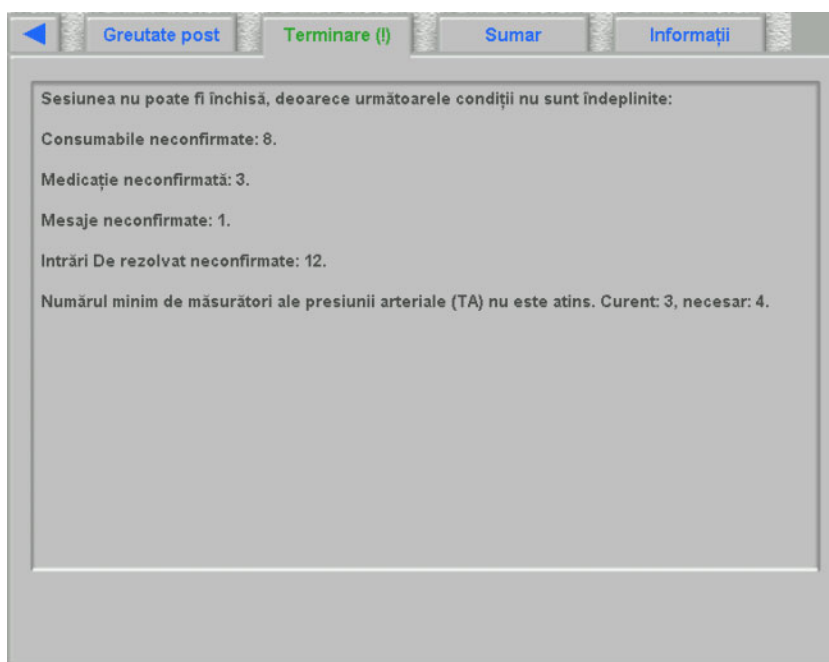 Greutate post
Terminare (!)
Sumar
Informații
Sesiunea nu poate fi închisă, deoarece următoarele condiții nu sunt îndeplinite:
Consumabile neconfirmate: 8.
Medicație neconfirmată: 3.
Mesaje neconfirmate: 1.
Intrări De rezolvat neconfirmate: 12.
Numărul minim de măsurători ale presiunii arteriale (TA) nu este atins. Curent: 3, necesar: 4.